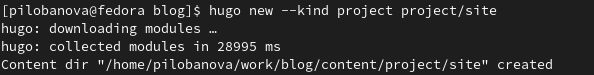 [pilobanova@fedora blog]$ hugo new --kind project project/site
hugo: downloading modules …
hugo: collected modules in 28995 ms
Content dir "/home/pilobanova/work/blog/content/project/site" created